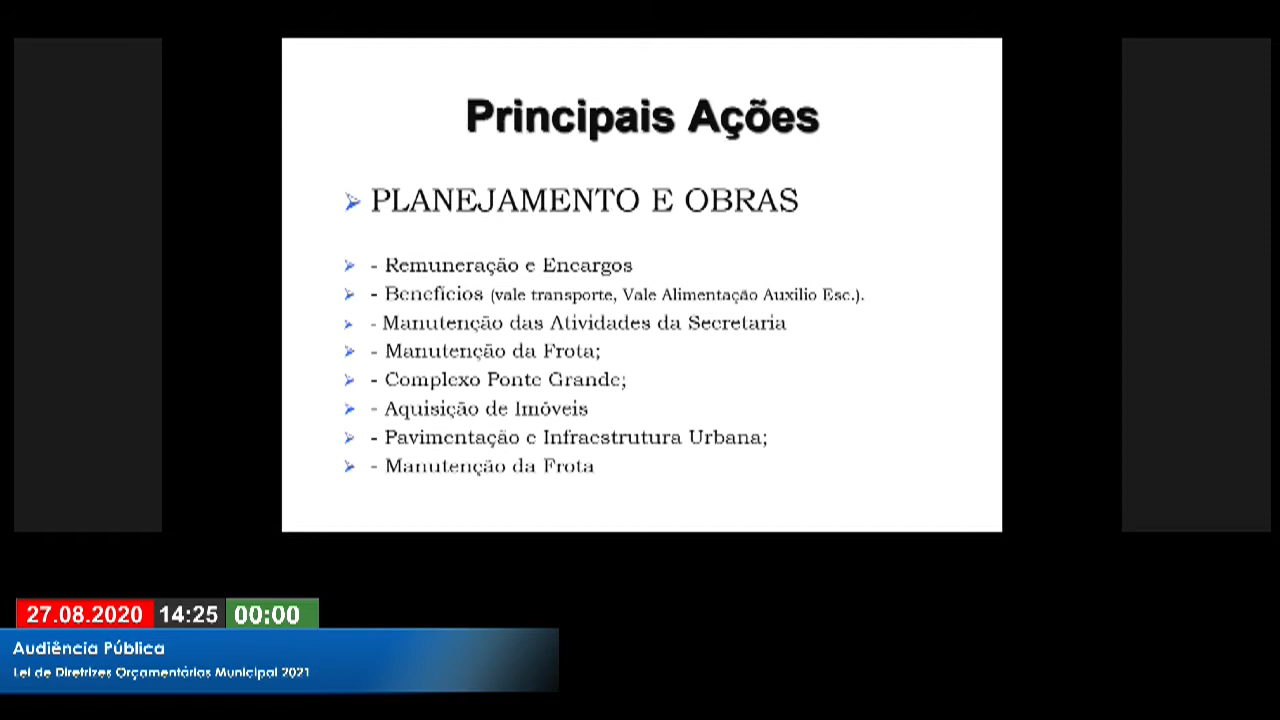 Principais Ações
PLANEJAMENTO E OBRAS
- Remuneração e Encargos
- Benefícios (vale transporte, Vale Alimentação Auxilio Esc.).
- Manutenção das Atividades da Secretaria
- Manutenção da Frota;
- Complexo Ponte Grande;
- Aquisição de Imóveis
- Pavimentação e Infraestrutura Urbana;
- Manutenção da Frota
27.08.2020 14:25 00:00
Audiência Pública
Lei de Diretrizes Orçamentárias Municipal 2021